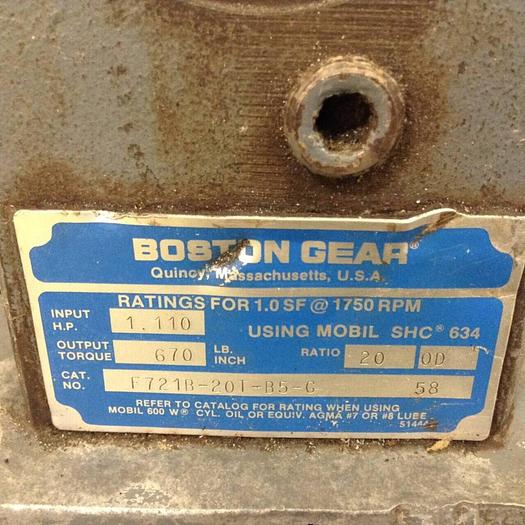 BOSTON GEAR®
Quincy, Massachusetts, U.S.A.
RATINGS FOR 1.0 SF @ 1750 RPM
INPUT H.P. 1.110 USING MOBIL SHC® 634
OUTPUT TORQUE 670 LB. INCH RATIO 20 OD
CAT. NO. F721B-20T-B5-G 58
REFER TO CATALOG FOR RATING WHEN USING
MOBIL 600 W® CYL. OIL OR EQUIV. AGMA #7 OR #8 LUBE